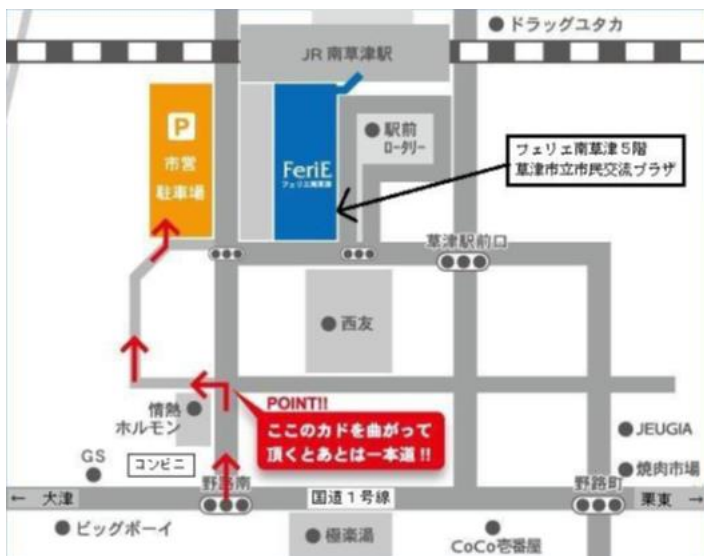 ドラッグユタカ
JR 南草津駅
P
市営
駐車場
FeriE
フェリエ南草津
駅前
ロータリー
フェリエ南草津5階
草津市立市民交流プラザ
草津駅前口
西友
情熱
ホルモン
POINT!!
ここのカドを曲がって
頂くとあとは一本道!!
JEUGIA
GS
コンビニ
焼肉市場
野路南
野路町
← 大津
国道1号線
栗東 →
ビッグボーイ
極楽湯
CoCo壱番屋